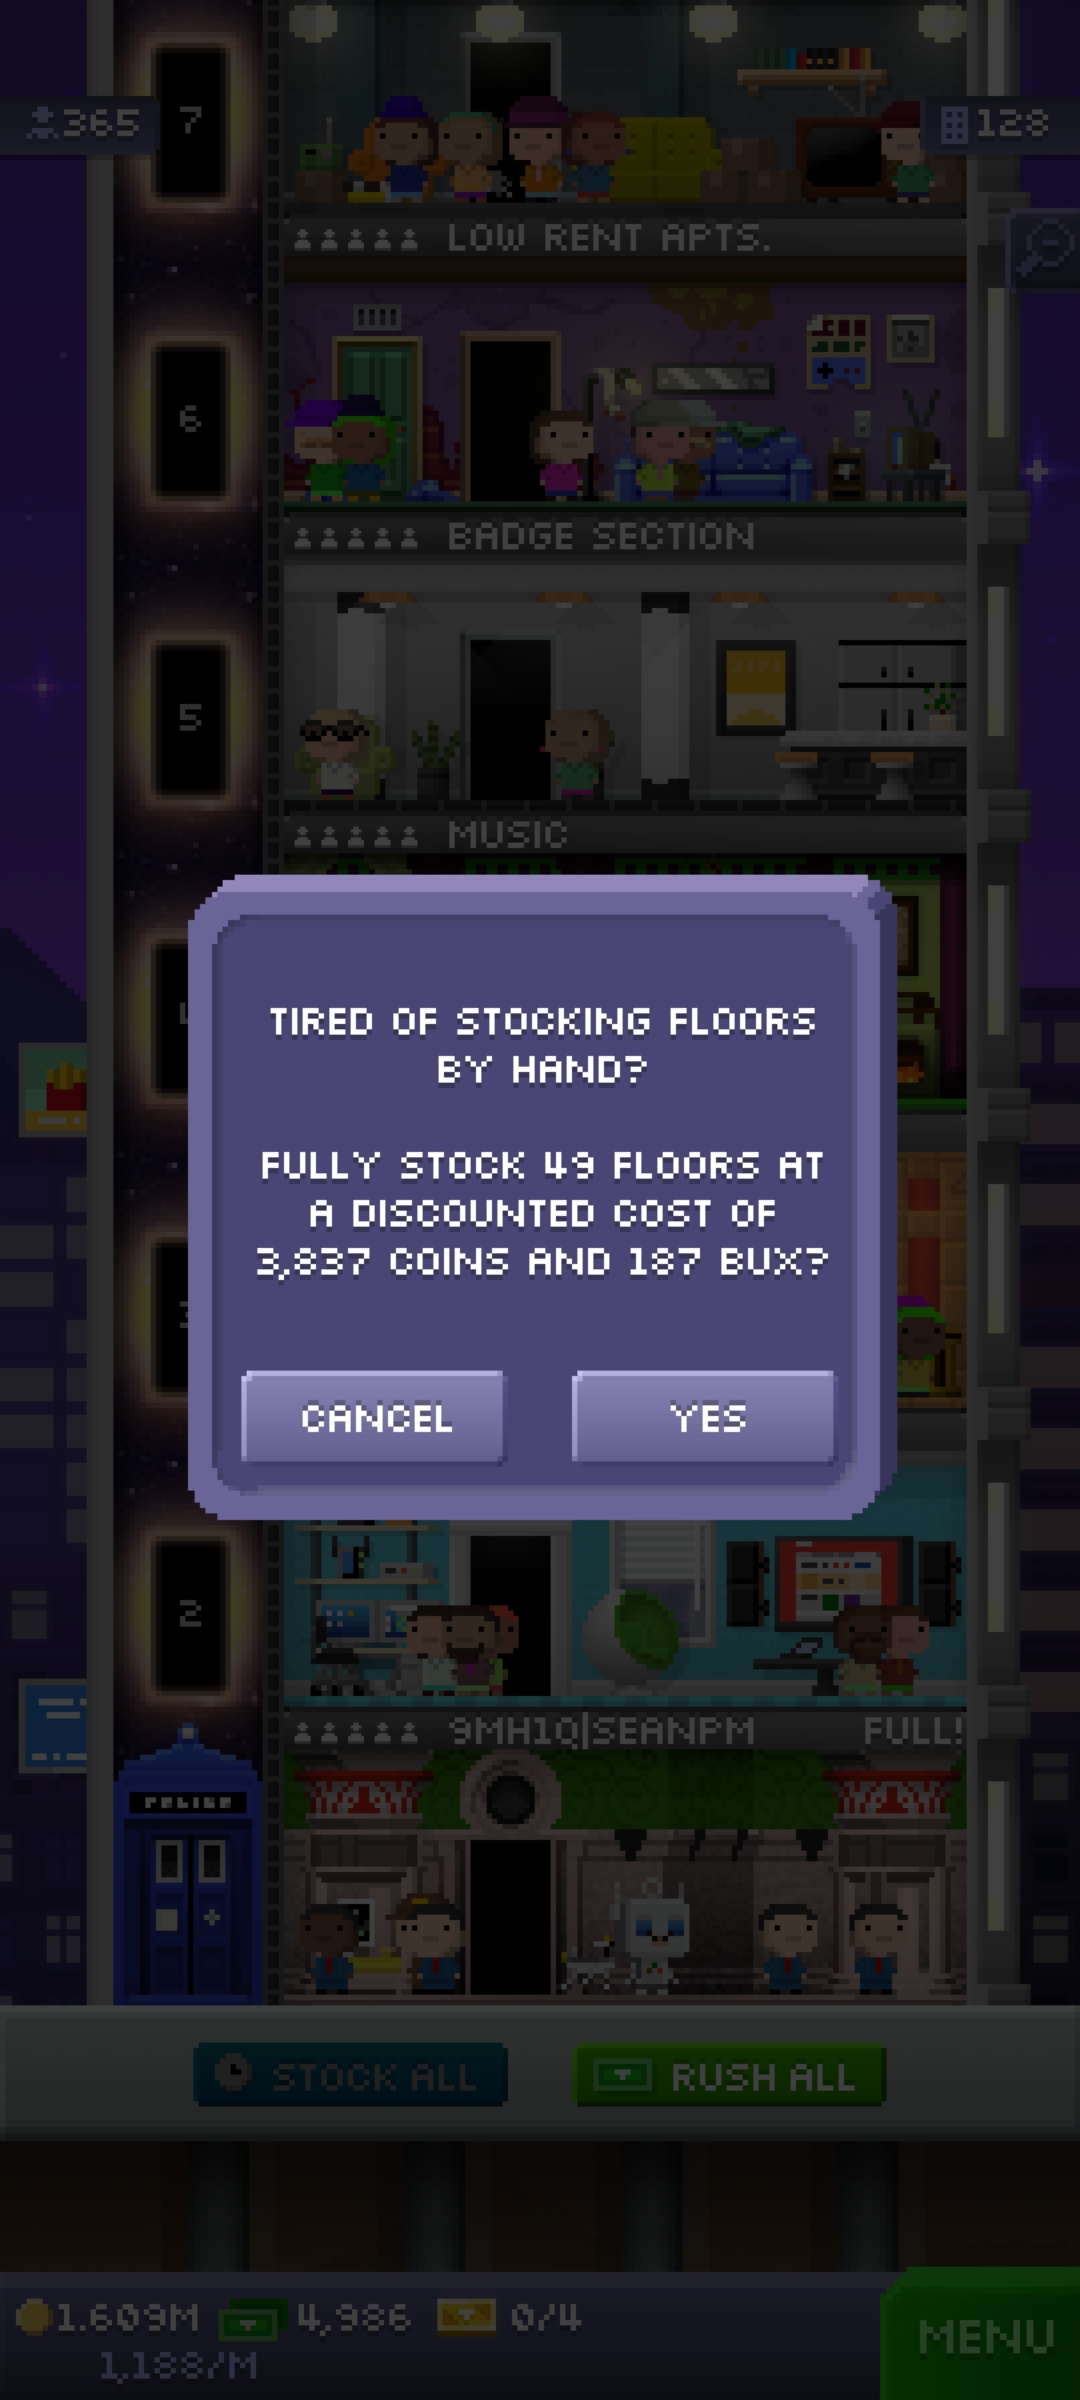 7
365
128
LOW RENT APTS.
6
BADGE SECTION
5
MUSIC
TIRED OF STOCKING FLOORS
BY HAND?
FULLY STOCK 49 FLOORS AT
A DISCOUNTED COST OF
3,837 COINS AND 187 BUX?
CANCEL
YES
2
9MH1Q|SEANPM
FULL!
POLICE
STOCK ALL
RUSH ALL
1.609M
4,986
0/4
1,188/M
MENU